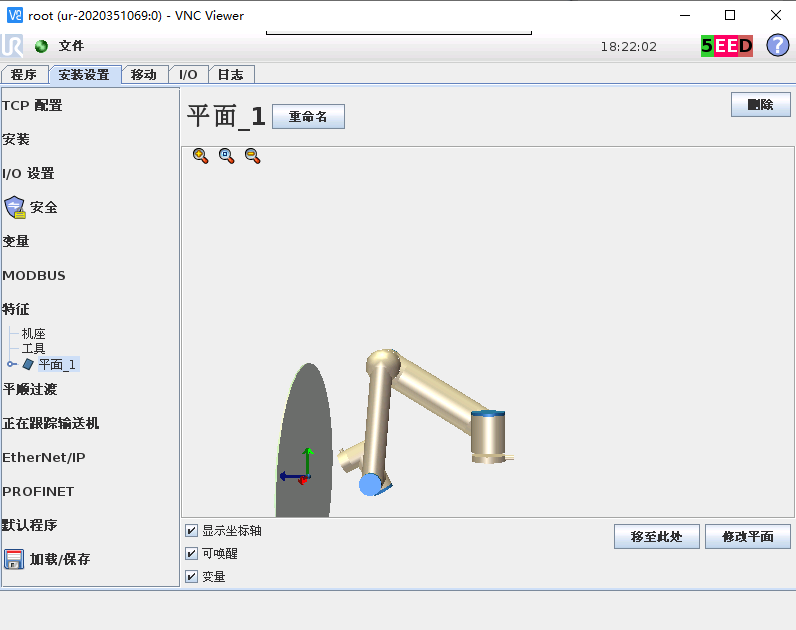 root (ur-2020351069:0) - VNC Viewer
UR 文件 18:22:02 5EED ?
程序 安装设置 移动 I/O 日志
TCP 配置
安装
I/O 设置
安全
变量
MODBUS
特征
机座
工具
平面_1
平顺过渡
正在跟踪输送机
EtherNet/IP
PROFINET
默认程序
加载/保存
平面_1 重命名 删除
显示坐标轴
可唤醒
变量
移至此处 修改平面